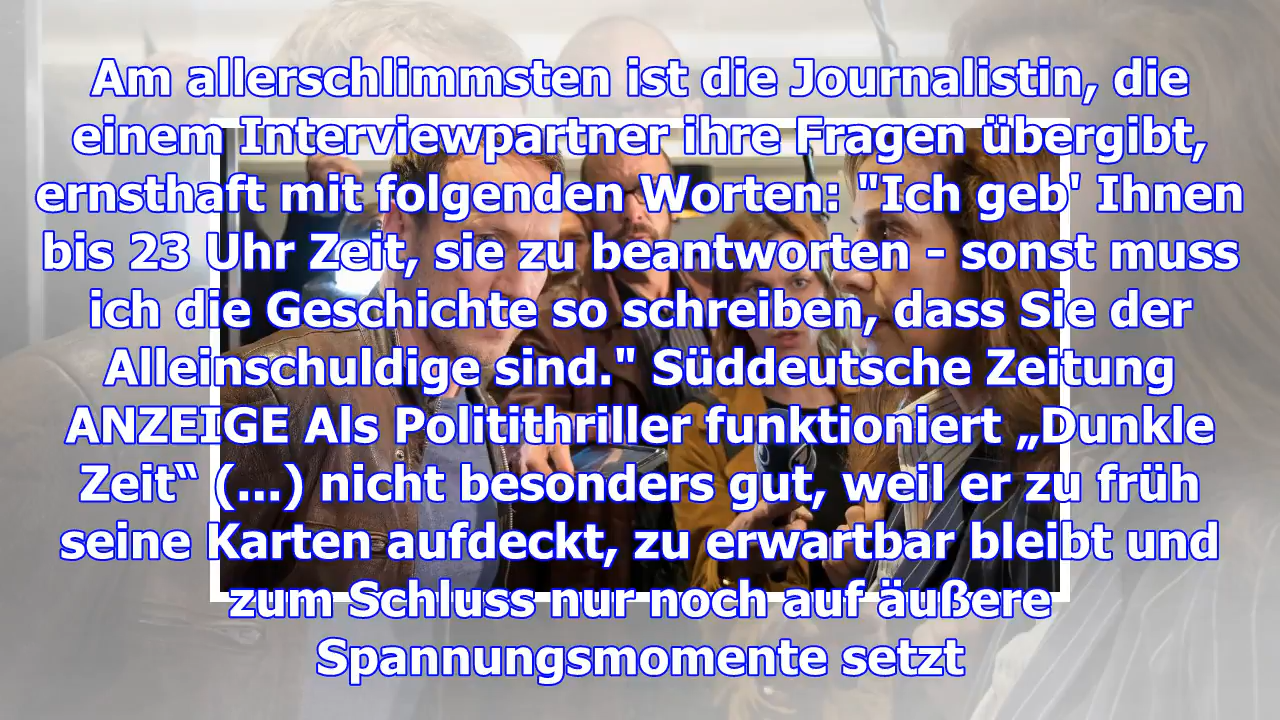 Am allerschlimmsten ist die Journalistin, die
einem Interviewpartner ihre Fragen übergibt,
ernsthaft mit folgenden Worten: "Ich geb' Ihnen
bis 23 Uhr Zeit, sie zu beantworten - sonst muss
ich die Geschichte so schreiben, dass Sie der
Alleinschuldige sind." Süddeutsche Zeitung
ANZEIGE Als Politithriller funktioniert „Dunkle
Zeit“ (...) nicht besonders gut, weil er zu früh
seine Karten aufdeckt, zu erwartbar bleibt und
zum Schluss nur noch auf äußere
Spannungsmomente setzt